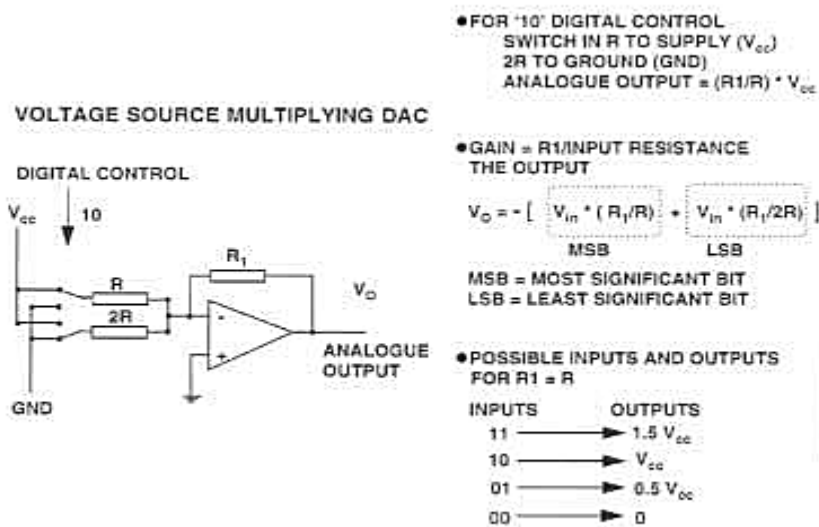 VOLTAGE SOURCE MULTIPLYING DAC
DIGITAL CONTROL
Vcc
10
R
2R
R1
-
+
VO
ANALOGUE
OUTPUT
GND
●FOR '10' DIGITAL CONTROL
SWITCH IN R TO SUPPLY (Vcc)
2R TO GROUND (GND)
ANALOGUE OUTPUT = (R1/R) * Vcc
●GAIN = R1/INPUT RESISTANCE
THE OUTPUT
VO = - [ Vin * ( R1/R) + Vin * (R1/2R) ]
MSB LSB
MSB = MOST SIGNIFICANT BIT
LSB = LEAST SIGNIFICANT BIT
●POSSIBLE INPUTS AND OUTPUTS
FOR R1 = R
INPUTS OUTPUTS
11 1.5 Vcc
10 Vcc
01 0.5 Vcc
00 0